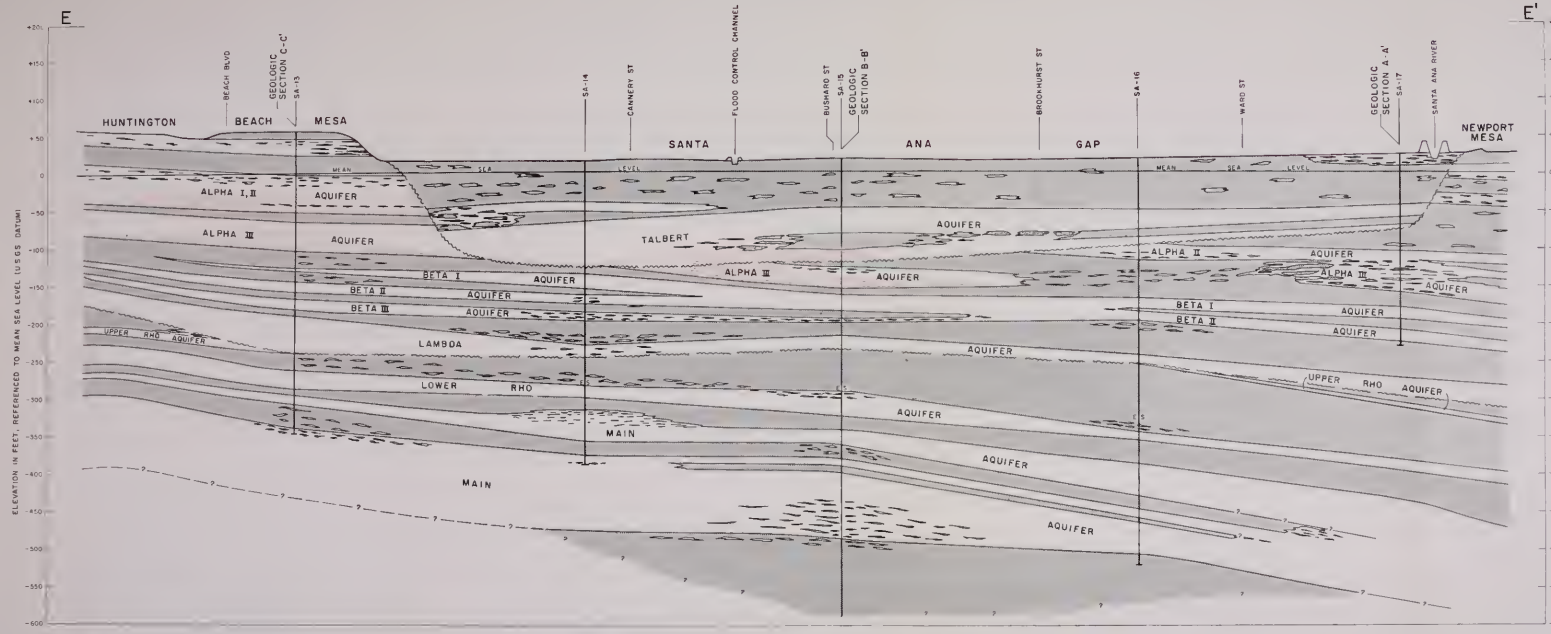 E
E'
+20
+150
+100
+50
0
-50
-100
-150
-200
-250
-300
-350
-400
-450
-500
-550
-600
ELEVATION IN FEET, REFERENCED TO MEAN SEA LEVEL (U S G S DATUM)
BEACH BLVD
GEOLOGIC SECTION C-C'
SA-13
SA-14
CANNERY ST
FLOOD CONTROL CHANNEL
BUSHARD ST
SA-15
GEOLOGIC SECTION B-B'
BROOKHURST ST
SA-16
WARD ST
GEOLOGIC SECTION A-A'
SA-17
SANTA ANA RIVER
HUNTINGTON BEACH MESA
SANTA ANA GAP
NEWPORT MESA
MEAN SEA LEVEL
MEAN SEA LEVEL
ALPHA I, II AQUIFER
ALPHA III AQUIFER
TALBERT AQUIFER
ALPHA II AQUIFER
ALPHA III AQUIFER
ALPHA III AQUIFER
BETA I AQUIFER
BETA II AQUIFER
BETA III AQUIFER
BETA I AQUIFER
BETA II AQUIFER
LAMBOA AQUIFER
UPPER RHO AQUIFER
UPPER RHO AQUIFER
LOWER RHO AQUIFER
E S
E S
E S
MAIN AQUIFER
MAIN AQUIFER
? ? ? ? ? ?
? ? ? ?
? ? ? ? ?
? ?
? ? ?